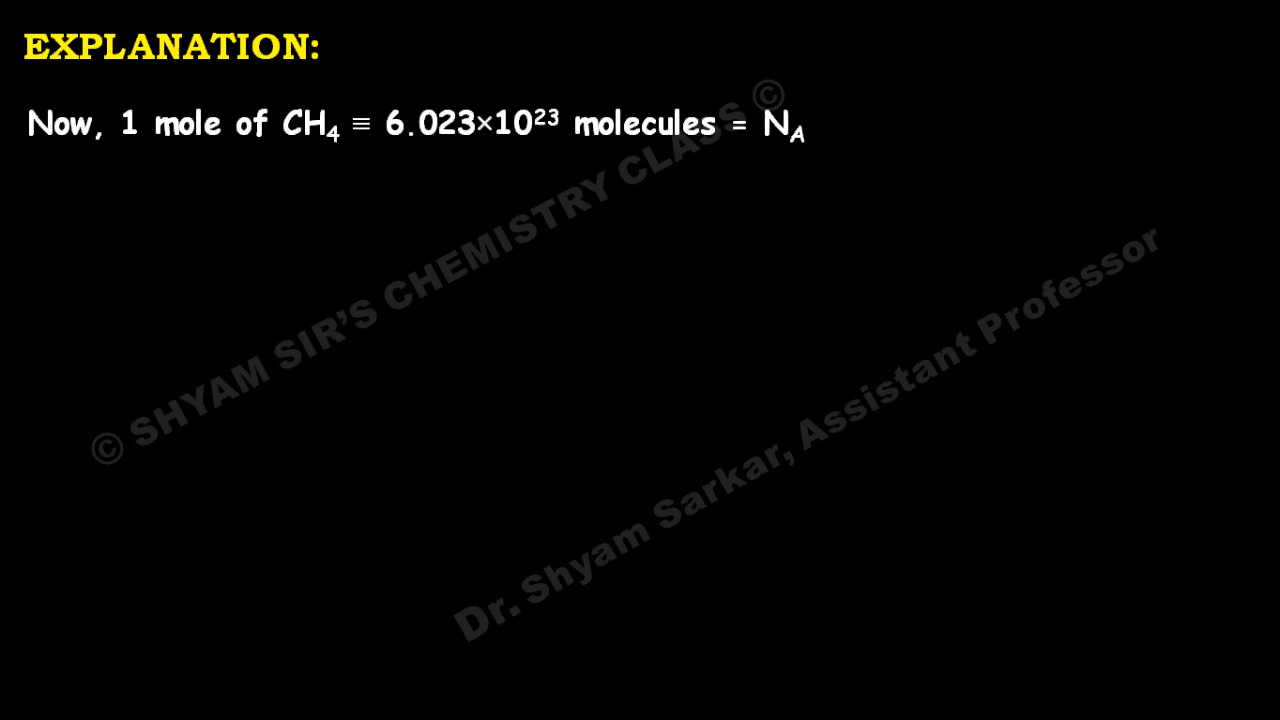 EXPLANATION:
Now, 1 mole of CH₄ ≡ 6.023×10²³ molecules = N_A
© SHYAM SIR’S CHEMISTRY CLASS ©
Dr. Shyam Sarkar, Assistant Professor